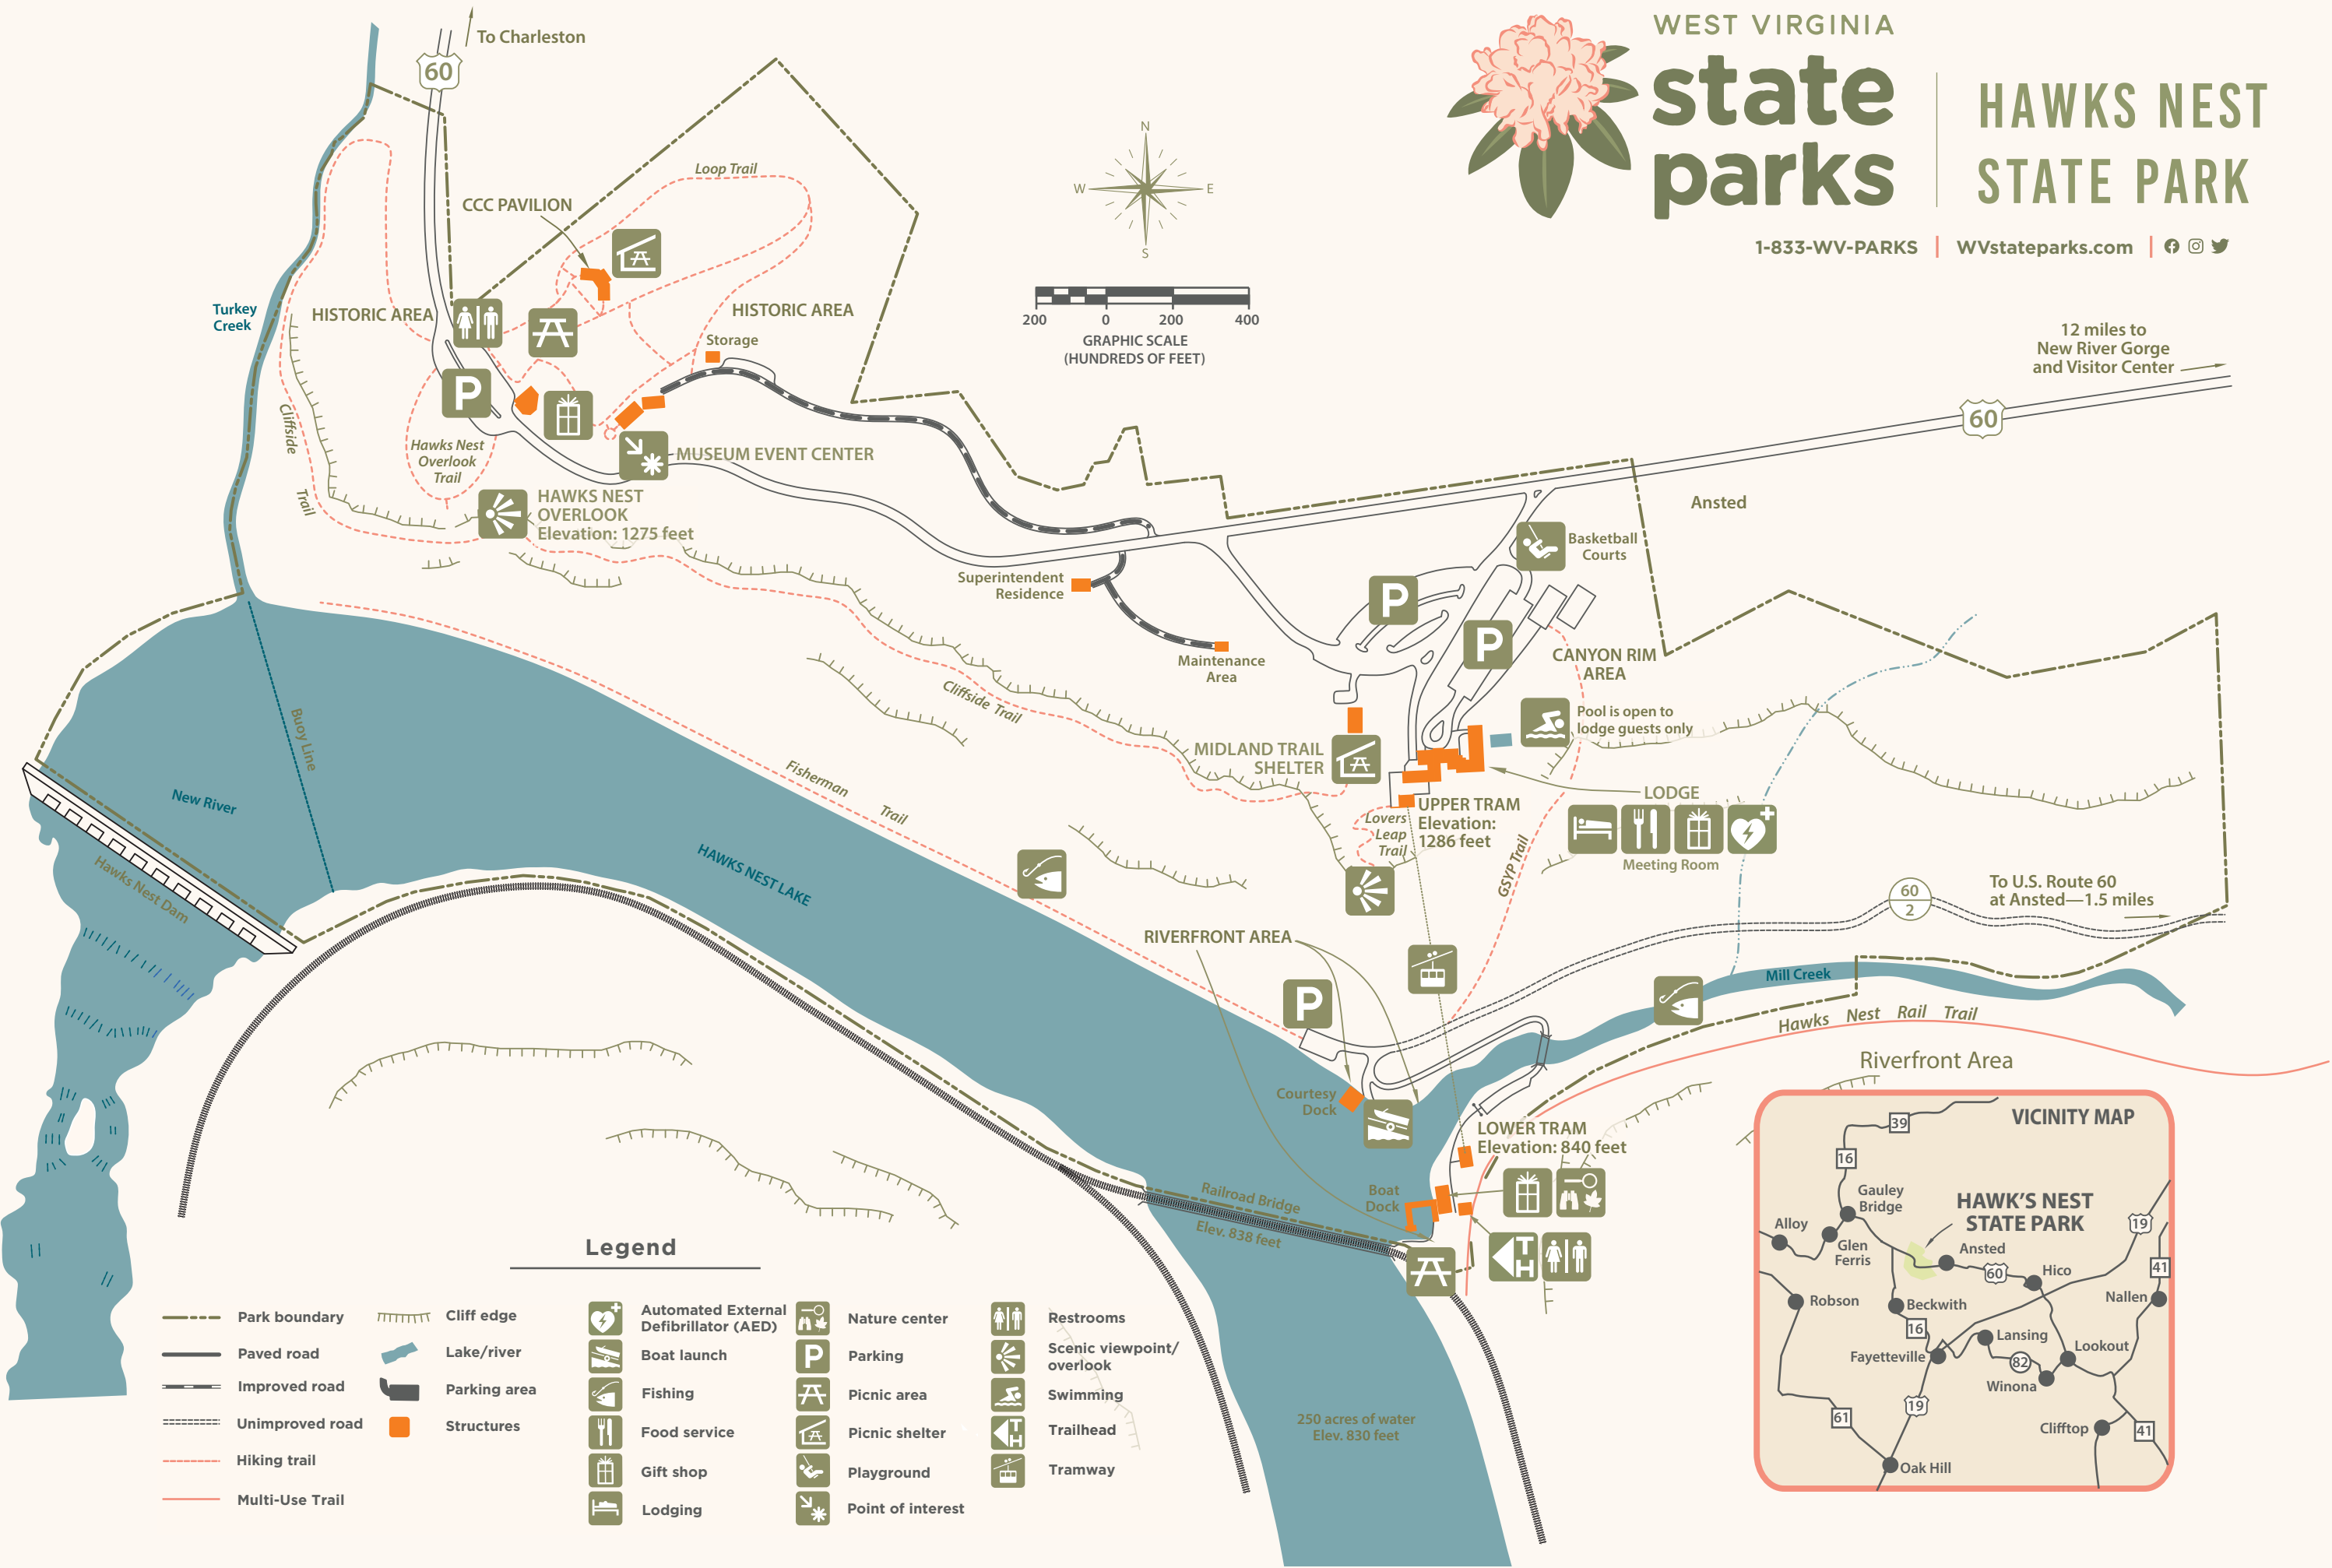 To Charleston
60
WEST VIRGINIA
state
parks
HAWKS NEST
STATE PARK
1-833-WV-PARKS
WVstateparks.com
N
W
E
S
200
0
200
400
GRAPHIC SCALE
(HUNDREDS OF FEET)
Loop Trail
CCC PAVILION
Turkey
Creek
HISTORIC AREA
HISTORIC AREA
Storage
P
Cliffside
Trail
Hawks Nest
Overlook
Trail
MUSEUM EVENT CENTER
HAWKS NEST
OVERLOOK
Elevation: 1275 feet
12 miles to
New River Gorge
and Visitor Center
60
Ansted
Basketball
Courts
Superintendent
Residence
Maintenance
Area
P
P
CANYON RIM
AREA
Pool is open to
lodge guests only
Cliffside Trail
MIDLAND TRAIL
SHELTER
LODGE
UPPER TRAM
Elevation:
1286 feet
Lovers
Leap
Trail
GSYP Trail
Meeting Room
Buoy Line
New River
Hawks Nest Dam
HAWKS NEST LAKE
Fisherman
Trail
60
2
To U.S. Route 60
at Ansted—1.5 miles
RIVERFRONT AREA
P
Mill Creek
Hawks Nest Rail Trail
Riverfront Area
Courtesy
Dock
LOWER TRAM
Elevation: 840 feet
Boat
Dock
T
H
Railroad Bridge
Elev. 838 feet
250 acres of water
Elev. 830 feet
Legend
Park boundary
Paved road
Improved road
Unimproved road
Hiking trail
Multi-Use Trail
Cliff edge
Lake/river
Parking area
Structures
Automated External
Defibrillator (AED)
Boat launch
Fishing
Food service
Gift shop
Lodging
Nature center
P
Parking
Picnic area
Picnic shelter
Playground
Point of interest
Restrooms
Scenic viewpoint/
overlook
Swimming
T
H
Trailhead
Tramway
VICINITY MAP
39
16
Gauley
Bridge
HAWK'S NEST
STATE PARK
19
Alloy
Glen
Ferris
Ansted
60
Hico
41
Robson
Beckwith
Nallen
16
Lansing
Lookout
Fayetteville
82
Winona
19
61
Clifftop
41
Oak Hill